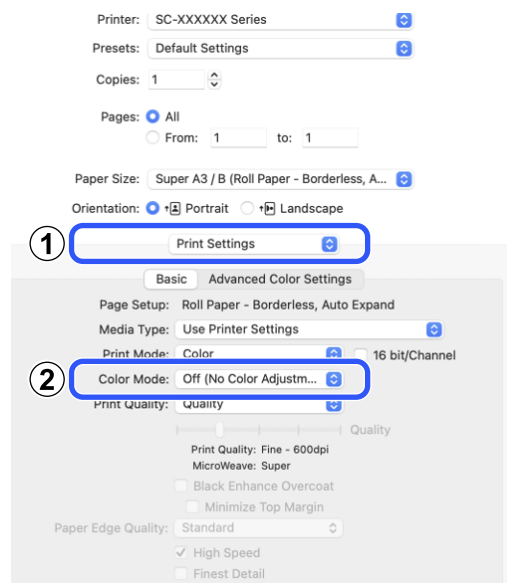 Printer: SC-XXXXXX Series
Presets: Default Settings
Copies: 1
Pages: All
From: 1 to: 1
Paper Size: Super A3 / B (Roll Paper - Borderless, A...
Orientation: Portrait Landscape
1 Print Settings
Basic Advanced Color Settings
Page Setup: Roll Paper - Borderless, Auto Expand
Media Type: Use Printer Settings
Print Mode: Color 16 bit/Channel
2 Color Mode: Off (No Color Adjustm...
Print Quality: Quality
Quality
Print Quality: Fine - 600dpi
MicroWeave: Super
Black Enhance Overcoat
Minimize Top Margin
Paper Edge Quality: Standard
High Speed
Finest Detail